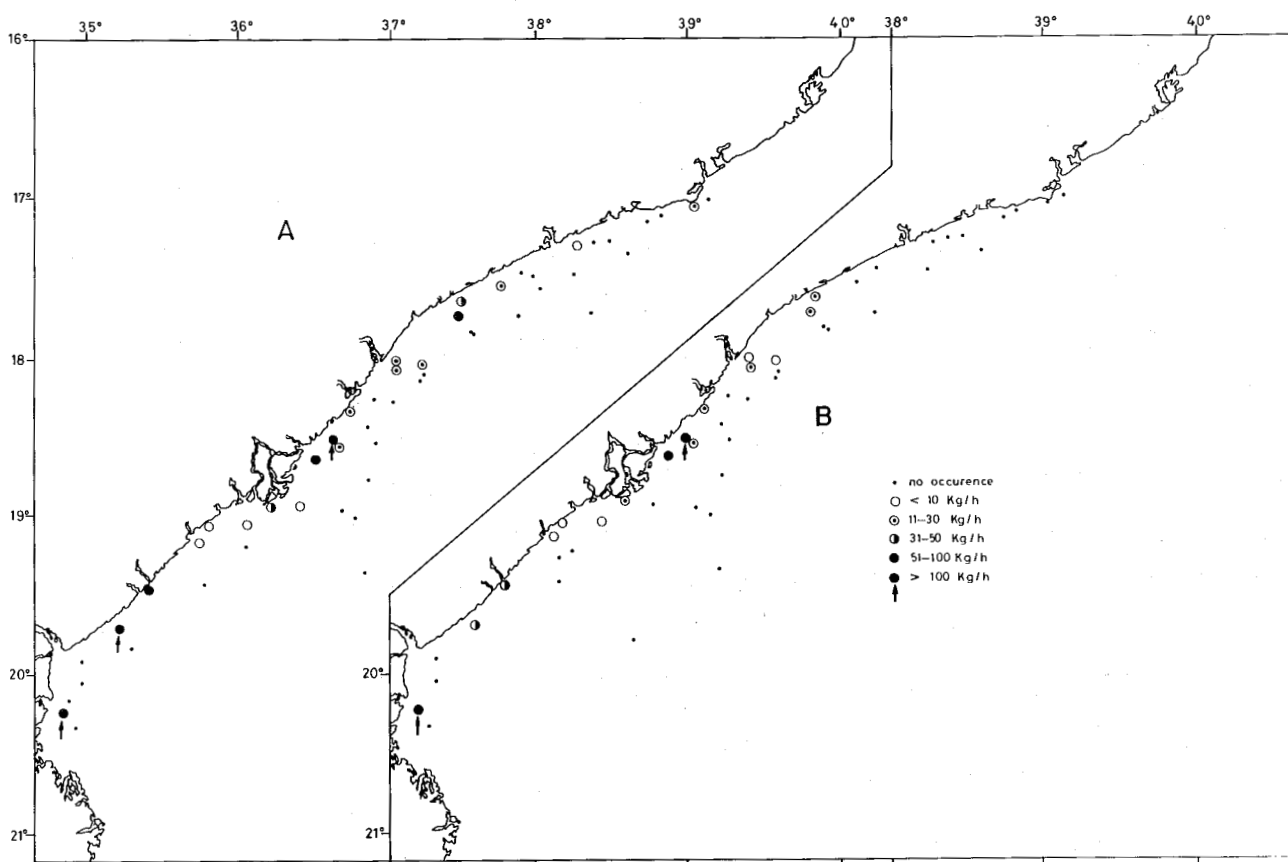 35° 36° 37° 38° 39° 40° 39° 40°
16°
17°
A
18°
B
• no occurence
< 10 Kg/h
11–30 Kg/h
31–50 Kg/h
51–100 Kg/h
> 100 Kg/h
19°
20° 20°
21° 21°